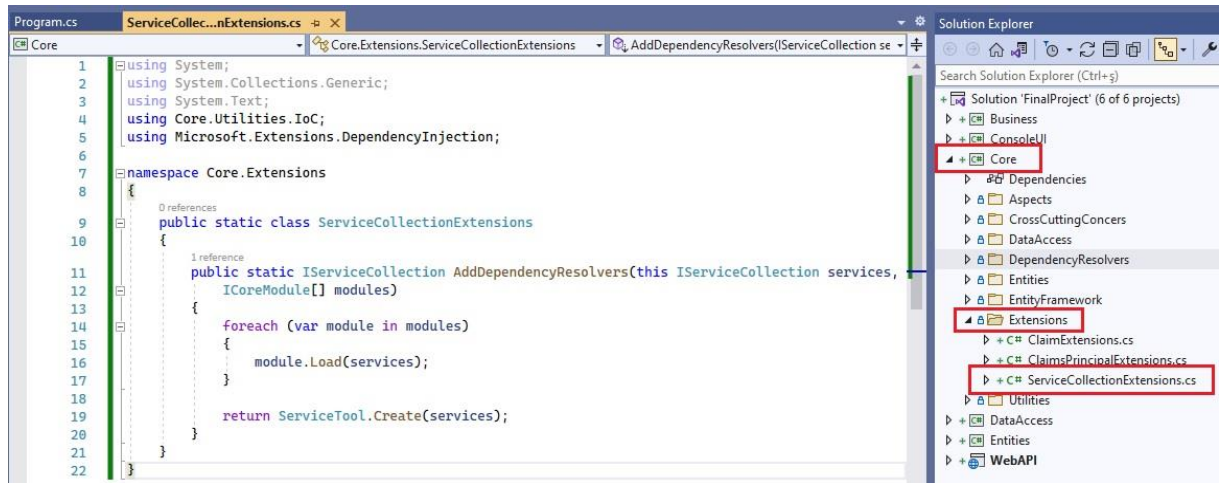 Program.cs
ServiceCollec...nExtensions.cs
Core
Core.Extensions.ServiceCollectionExtensions
AddDependencyResolvers(IServiceCollection se
1 using System;
2 using System.Collections.Generic;
3 using System.Text;
4 using Core.Utilities.IoC;
5 using Microsoft.Extensions.DependencyInjection;
6
7 namespace Core.Extensions
8 {
0 references
9 public static class ServiceCollectionExtensions
10 {
1 reference
11 public static IServiceCollection AddDependencyResolvers(this IServiceCollection services,
12 ICoreModule[] modules)
13 {
14 foreach (var module in modules)
15 {
16 module.Load(services);
17 }
18
19 return ServiceTool.Create(services);
20 }
21 }
22 }
Solution Explorer
Search Solution Explorer (Ctrl+ş)
Solution 'FinalProject' (6 of 6 projects)
C# Business
C# ConsoleUI
C# Core
Dependencies
Aspects
CrossCuttingConcers
DataAccess
DependencyResolvers
Entities
EntityFramework
Extensions
C# ClaimExtensions.cs
C# ClaimsPrincipalExtensions.cs
C# ServiceCollectionExtensions.cs
Utilities
C# DataAccess
C# Entities
WebAPI